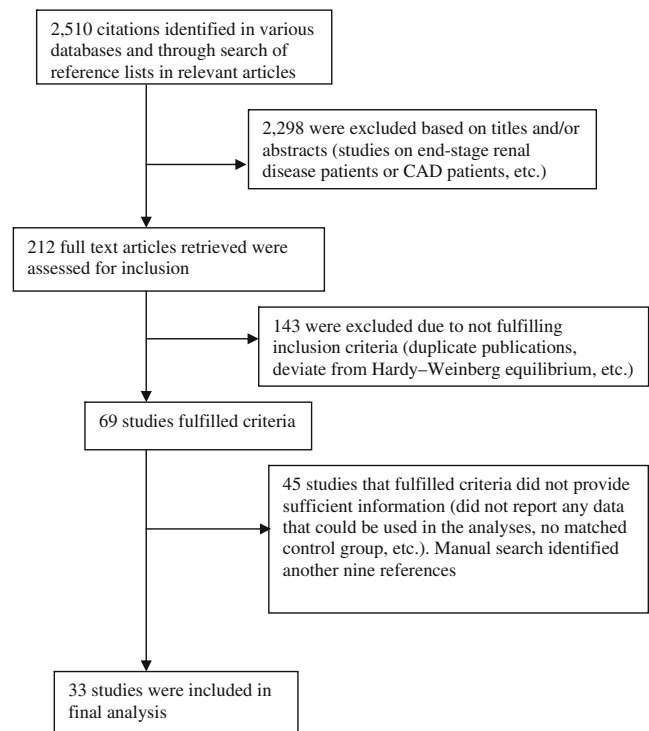 2,510 citations identified in various
databases and through search of
reference lists in relevant articles
2,298 were excluded based on titles and/or
abstracts (studies on end-stage renal
disease patients or CAD patients, etc.)
212 full text articles retrieved were
assessed for inclusion
143 were excluded due to not fulfilling
inclusion criteria (duplicate publications,
deviate from Hardy–Weinberg equilibrium, etc.)
69 studies fulfilled criteria
45 studies that fulfilled criteria did not provide
sufficient information (did not report any data
that could be used in the analyses, no matched
control group, etc.). Manual search identified
another nine references
33 studies were included in
final analysis